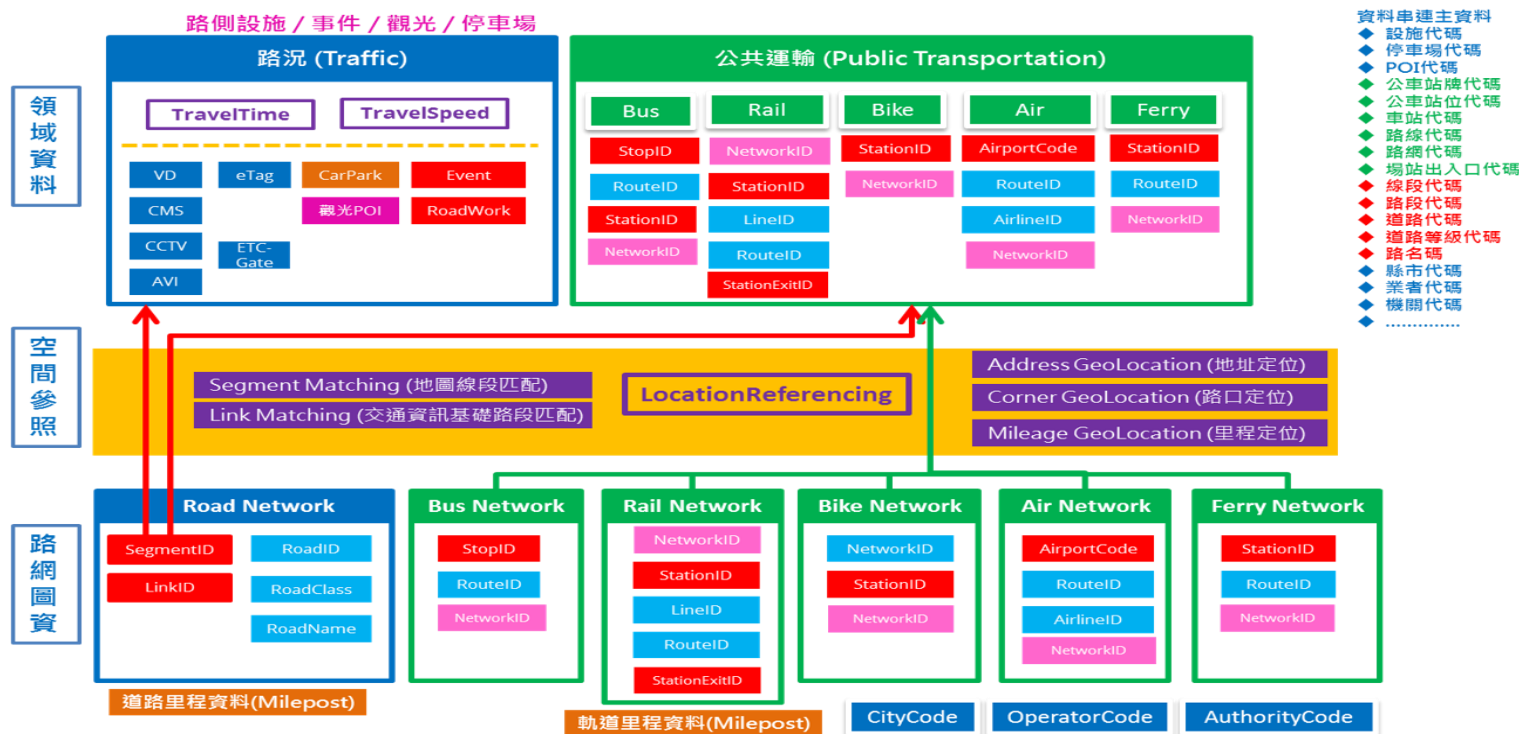 路側設施 / 事件 / 觀光 / 停車場
路況 (Traffic)
公共運輸 (Public Transportation)
資料串連主資料
設施代碼
停車場代碼
POI代碼
公車站牌代碼
公車站位代碼
車站代碼
路線代碼
路網代碼
場站出入口代碼
線段代碼
路段代碼
道路代碼
道路等級代碼
路名碼
縣市代碼
業者代碼
機關代碼
..............
領域資料
TravelTime
TravelSpeed
VD
eTag
CarPark
Event
CMS
觀光POI
RoadWork
CCTV
ETC-
Gate
AVI
Bus
StopID
RouteID
StationID
NetworkID
Rail
NetworkID
StationID
LineID
RouteID
StationExitID
Bike
StationID
NetworkID
Air
AirportCode
RouteID
AirlineID
NetworkID
Ferry
StationID
RouteID
NetworkID
空間參照
Segment Matching (地圖線段匹配)
Link Matching (交通資訊基礎路段匹配)
LocationReferencing
Address GeoLocation (地址定位)
Corner GeoLocation (路口定位)
Mileage GeoLocation (里程定位)
路網圖資
Road Network
SegmentID
LinkID
RoadID
RoadClass
RoadName
Bus Network
StopID
RouteID
NetworkID
Rail Network
NetworkID
StationID
LineID
RouteID
StationExitID
Bike Network
NetworkID
StationID
NetworkID
Air Network
AirportCode
RouteID
AirlineID
NetworkID
Ferry Network
StationID
RouteID
NetworkID
道路里程資料(Milepost)
軌道里程資料(Milepost)
CityCode
OperatorCode
AuthorityCode